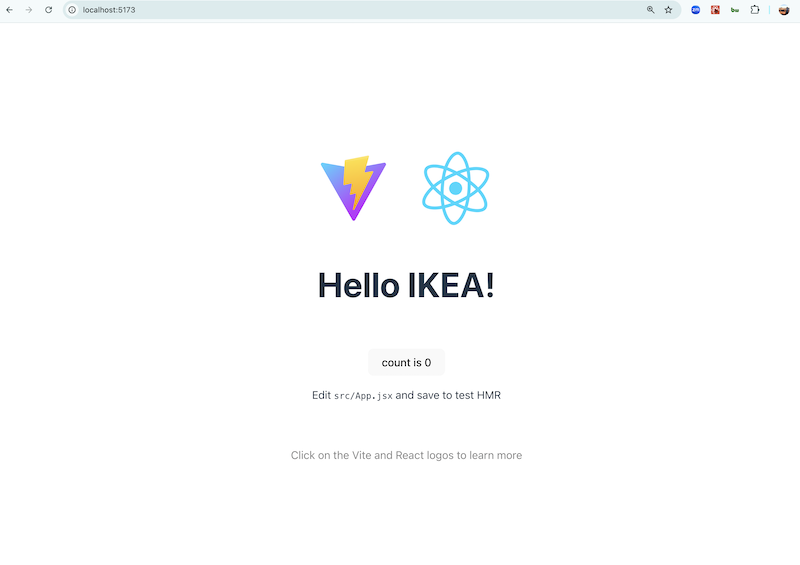 localhost:5173
Hello IKEA!
count is 0
Edit src/App.jsx and save to test HMR
Click on the Vite and React logos to learn more